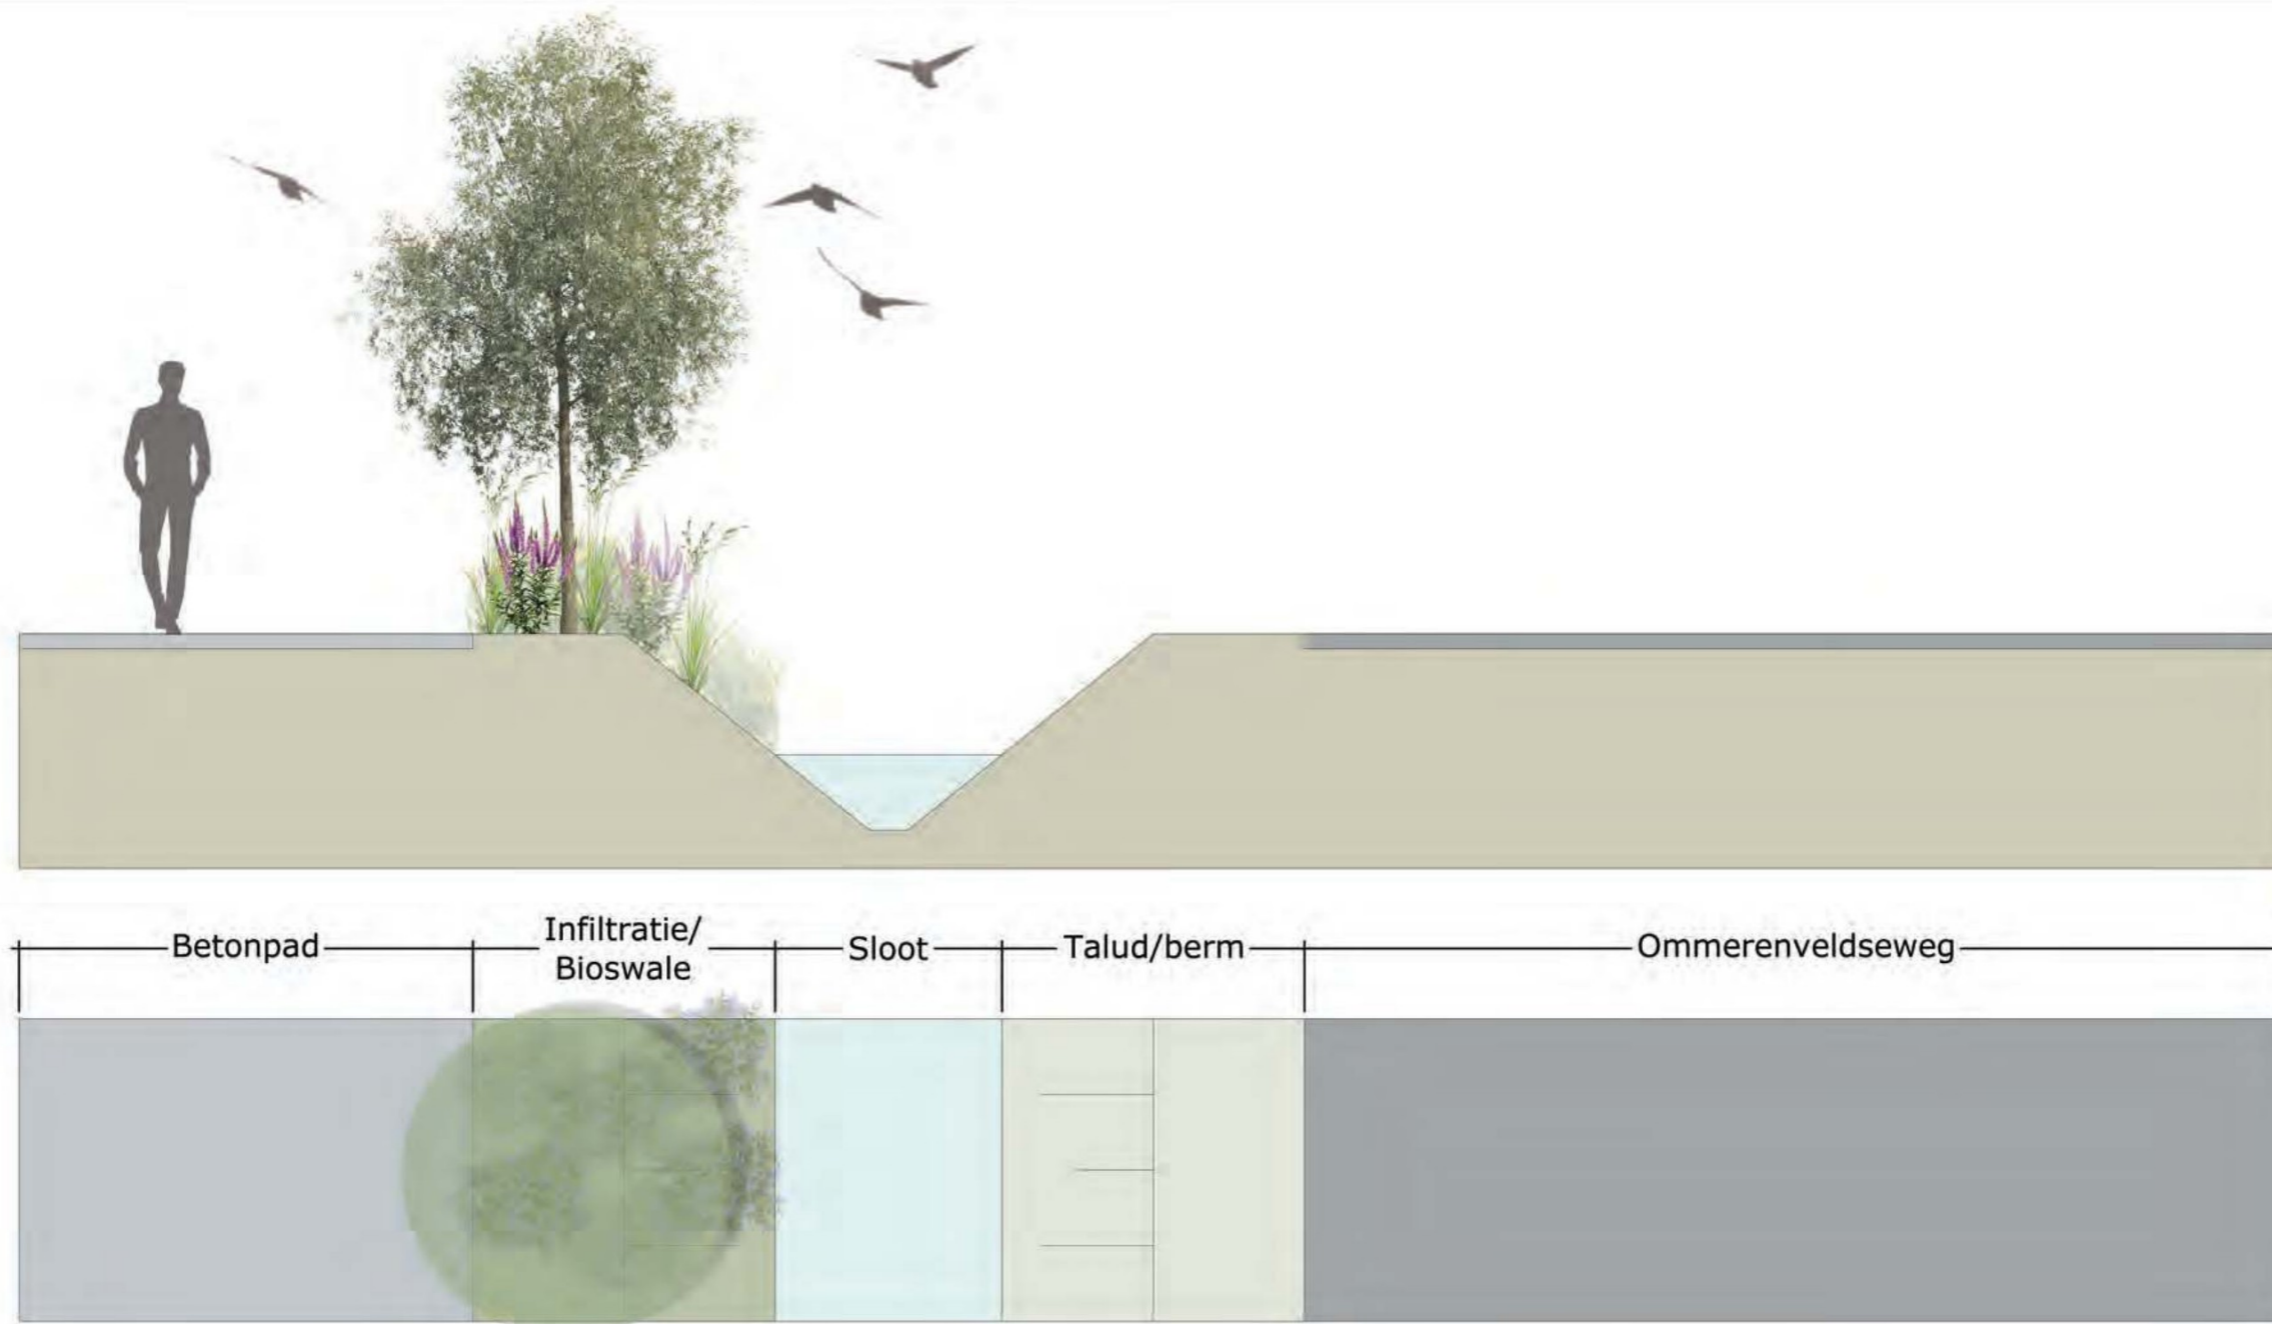 Betonpad
Infiltratie/
Bioswale
Sloot
Talud/berm
Ommerenveldseweg